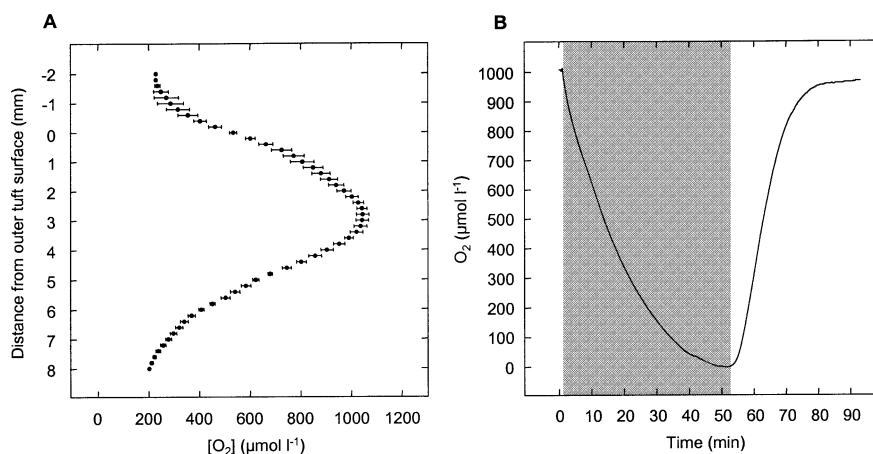 A
Distance from outer tuft surface (mm)
-2
-1
0
1
2
3
4
5
6
7
8
0 200 400 600 800 1000 1200
[O₂] (µmol l⁻¹)
B
O₂ (µmol l⁻¹)
1000
900
800
700
600
500
400
300
200
100
0
0 10 20 30 40 50 60 70 80 90
Time (min)